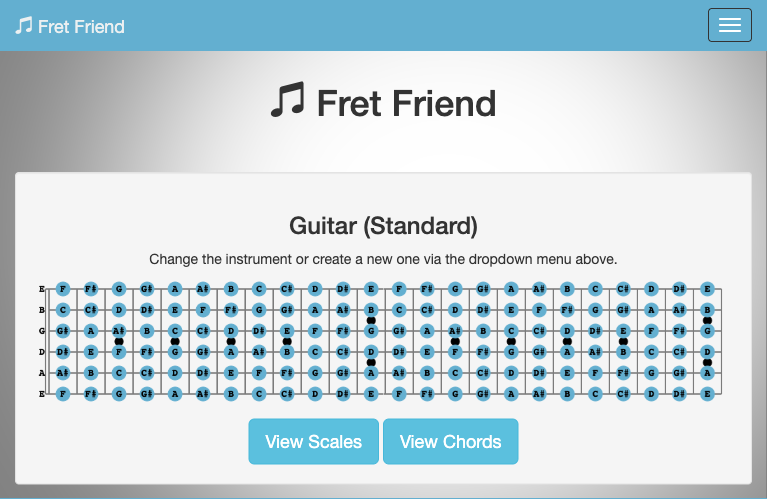 Fret Friend
Fret Friend
Guitar (Standard)
Change the instrument or create a new one via the dropdown menu above.
E F F# G G# A A# B C C# D D# E F F# G G# A A# B C C# D D# E
B C C# D D# E F F# G G# A A# B C C# D D# E F F# G G# A A# B
G G# A A# B C C# D D# E F F# G G# A A# B C C# D D# E F F# G
D D# E F F# G G# A A# B C C# D D# E F F# G G# A A# B C C# D
A A# B C C# D D# E F F# G G# A A# B C C# D D# E F F# G G# A
E F F# G G# A A# B C C# D D# E F F# G G# A A# B C C# D D# E
View Scales View Chords